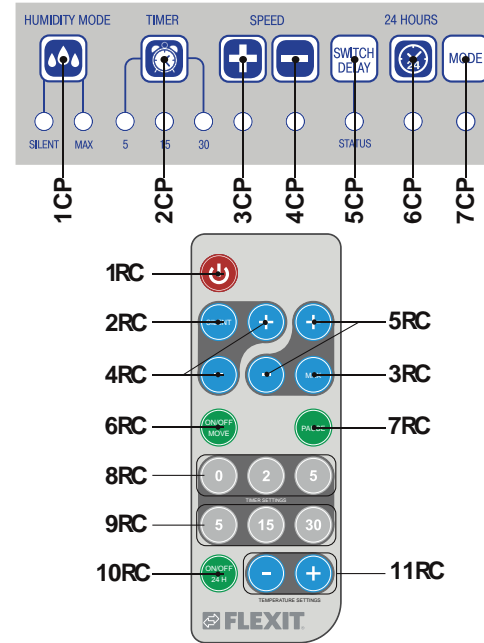 HUMIDITY MODE TIMER SPEED 24 HOURS
SWITCH DELAY 24 MODE
SILENT MAX 5 15 30 STATUS
1CP 2CP 3CP 4CP 5CP 6CP 7CP
1RC
2RC + + 5RC
4RC - - 3RC
6RC ON/OFF MOVE PAUSE 7RC
8RC 0 2 5
TIMER SETTINGS
9RC 5 15 30
10RC ON/OFF 24 H - + 11RC
TEMPERATURE SETTINGS
FLEXIT